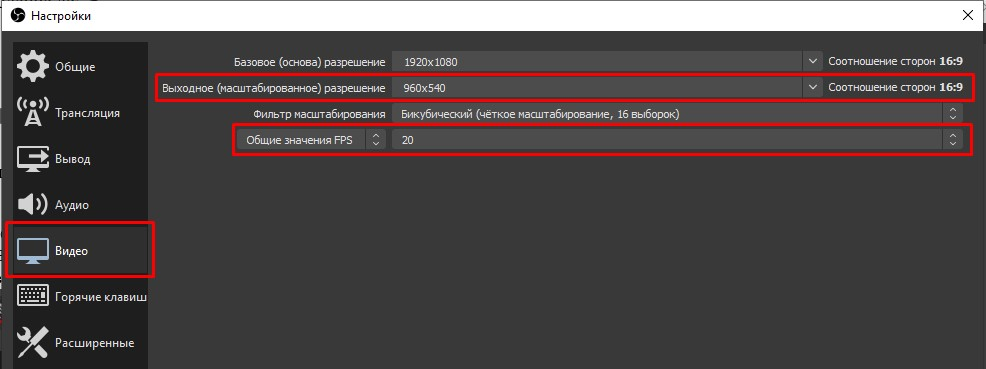 Настройки
Общие
Трансляция
Вывод
Аудио
Видео
Горячие клавиш
Расширенные
Базовое (основа) разрешение 1920x1080 Соотношение сторон 16:9
Выходное (масштабированное) разрешение 960x540 Соотношение сторон 16:9
Фильтр масштабирования Бикубический (чёткое масштабирование, 16 выборок)
Общие значения FPS 20